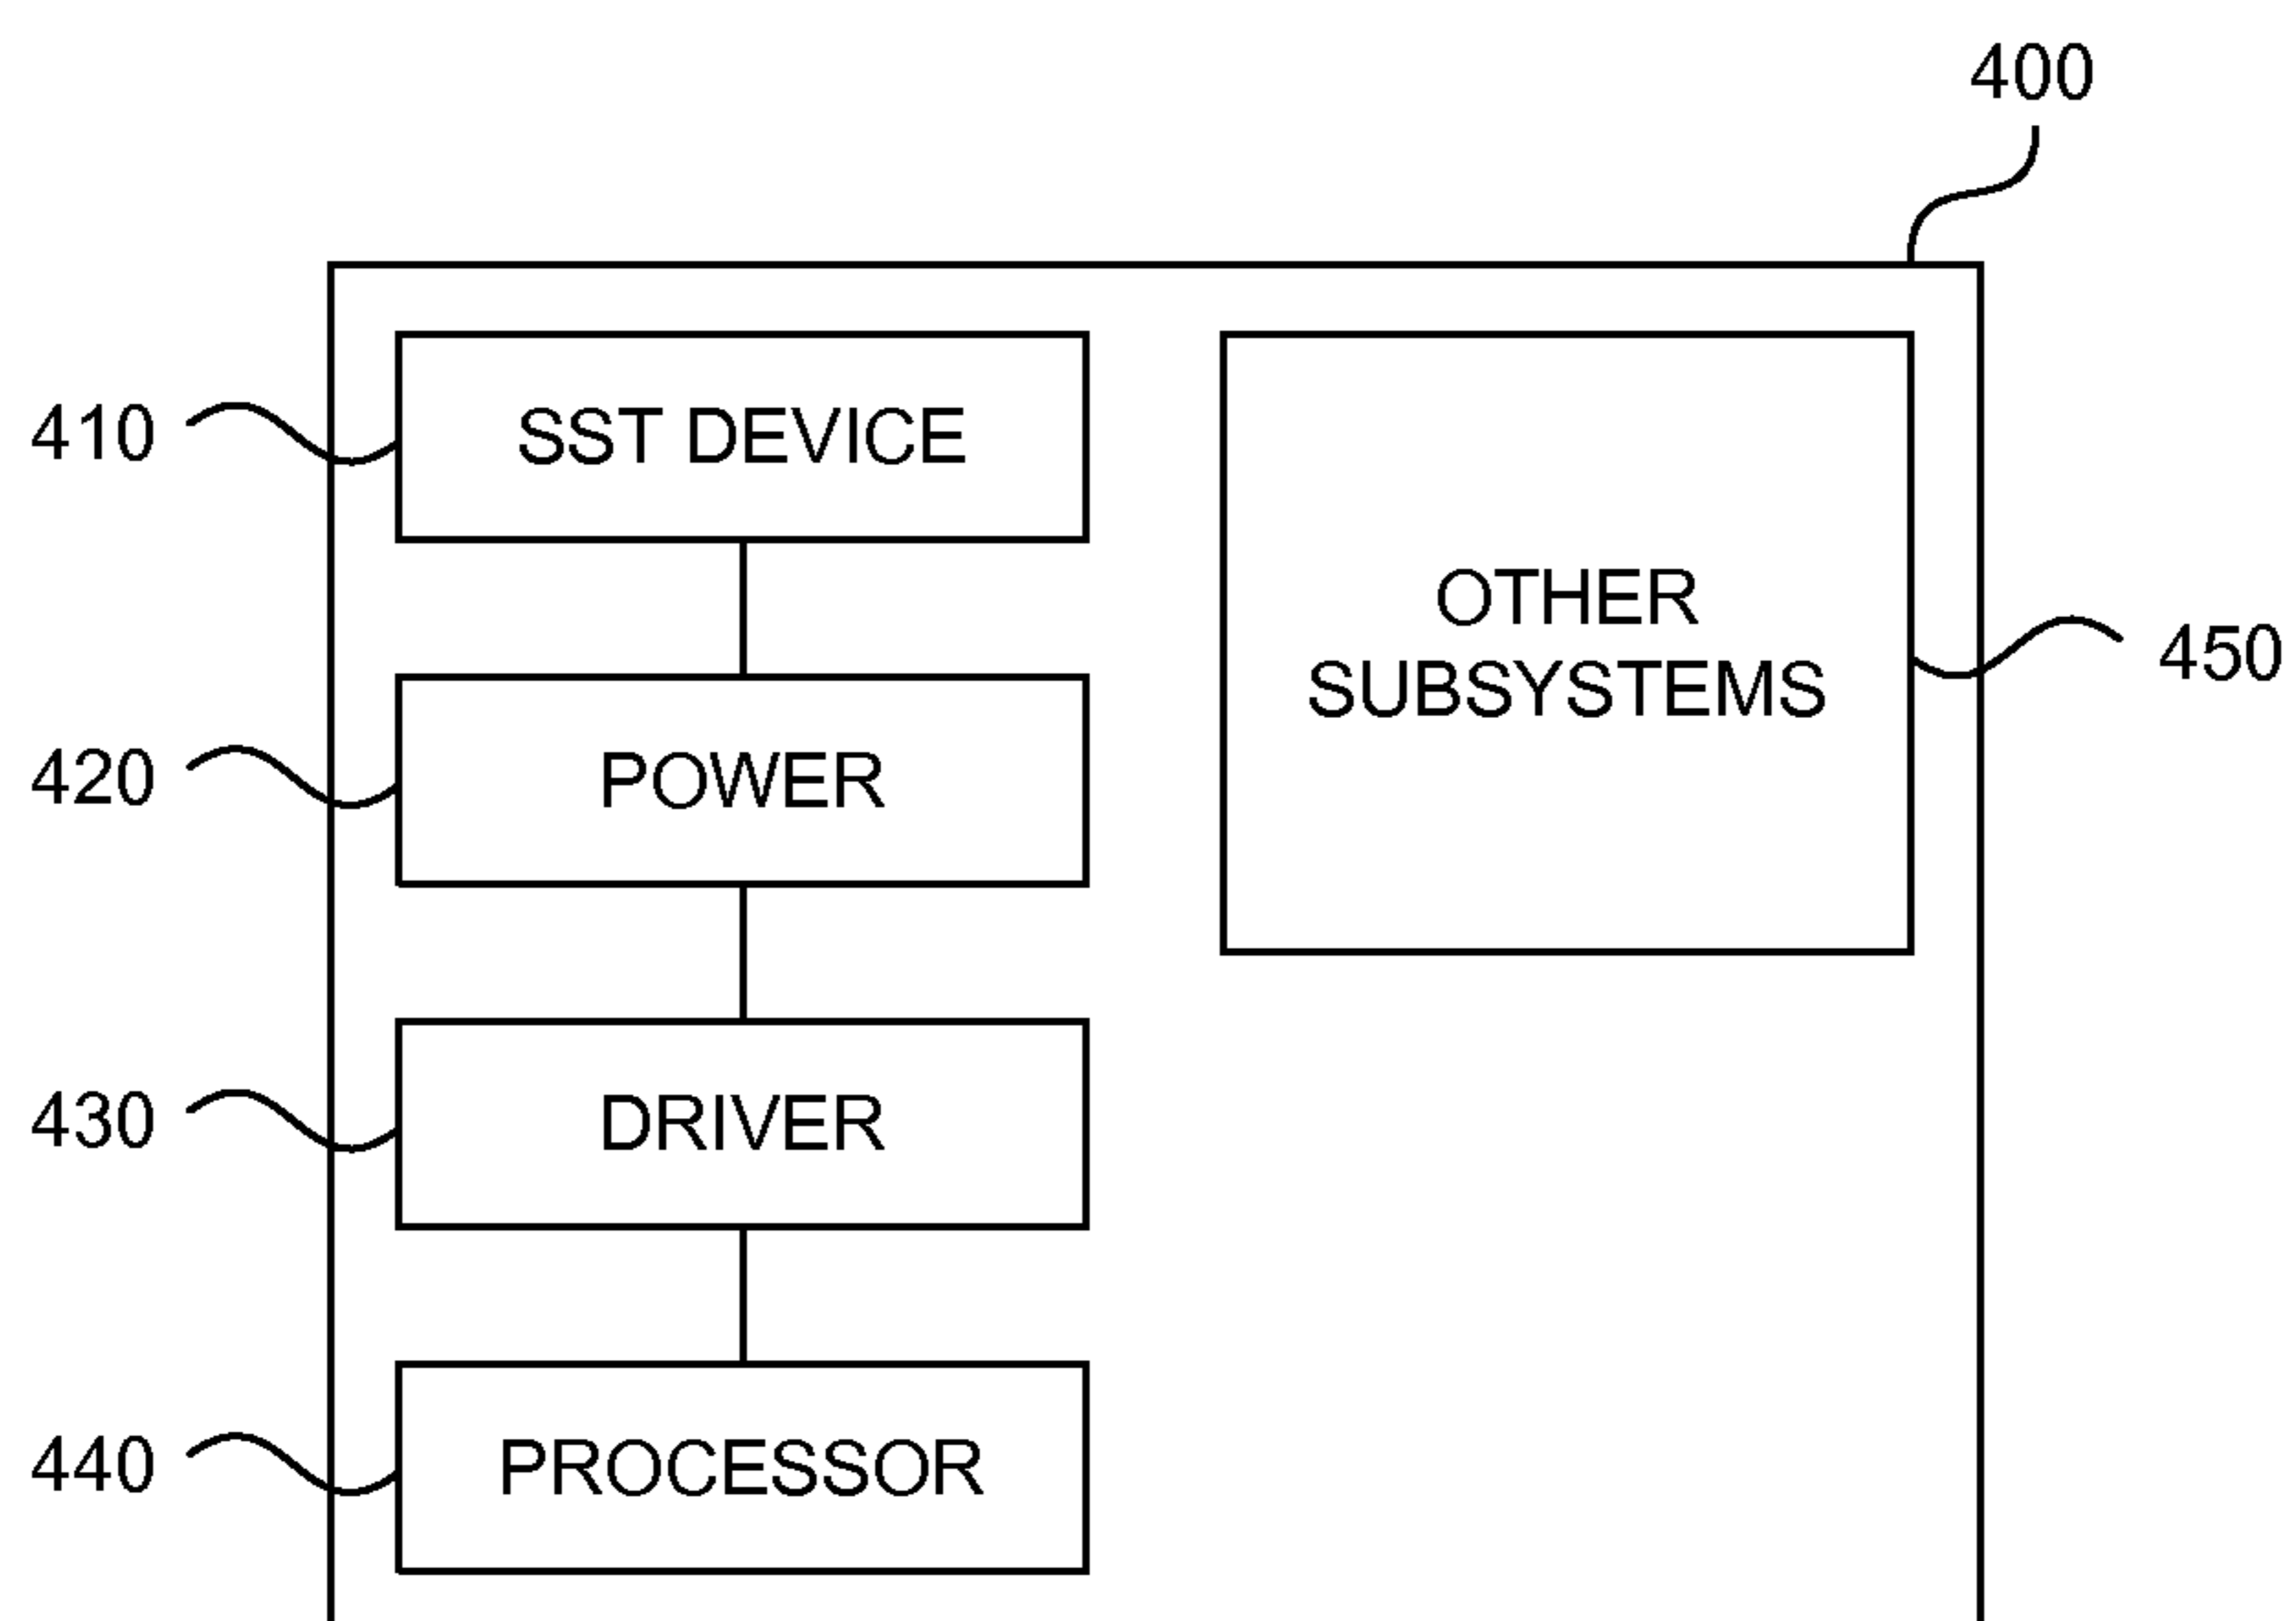 400
410
SST DEVICE
OTHER
SUBSYSTEMS
450
420
POWER
430
DRIVER
440
PROCESSOR